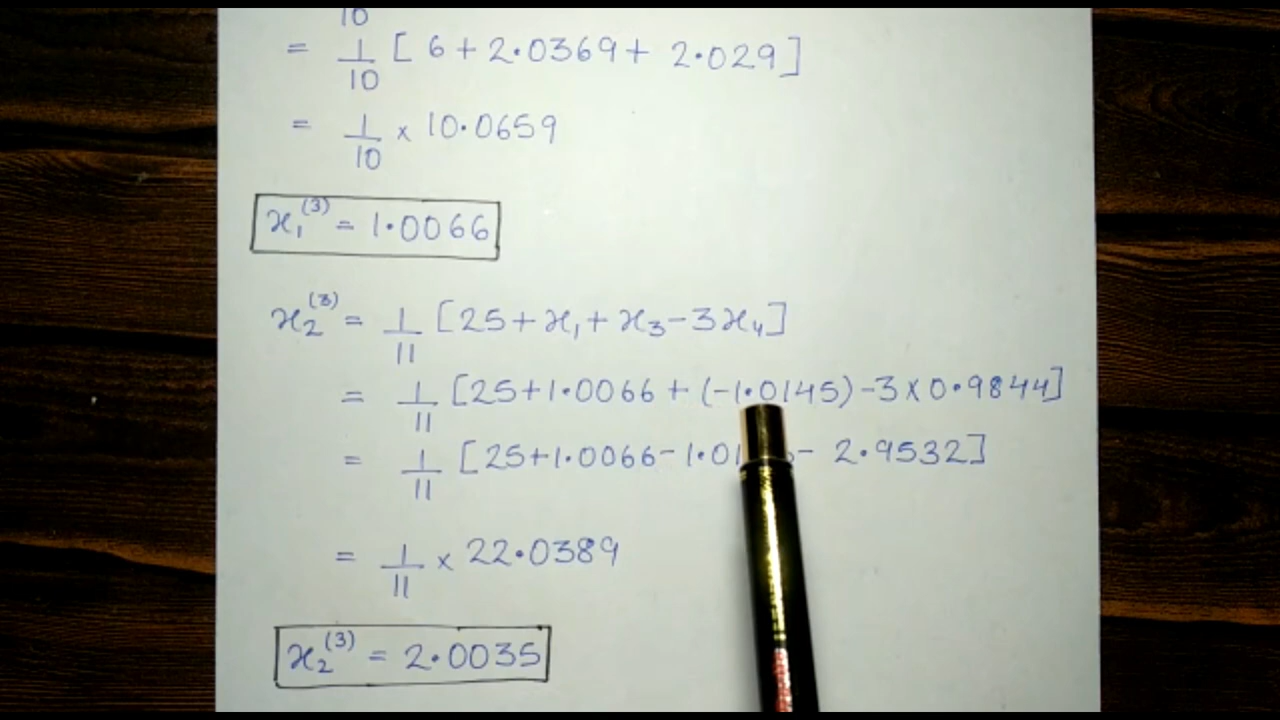 10
= 1/10 [ 6 + 2.0369 + 2.029 ]
= 1/10 × 10.0659
x₁⁽³⁾ = 1.0066
x₂⁽³⁾ = 1/11 [25 + x₁ + x₃ - 3x₄]
= 1/11 [25 + 1.0066 + (-1.0145) - 3 × 0.9844]
= 1/11 [25 + 1.0066 - 1.01 - 2.9532]
= 1/11 × 22.0389
x₂⁽³⁾ = 2.0035